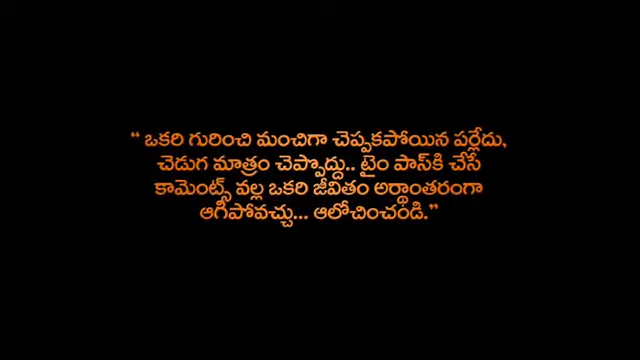 “ ఒకరి గురించి మంచిగా చెప్పకపోయిన పర్లేదు,
చెడుగ మాత్రం చెప్పొద్దు.. టైం పాస్‌కి చేసే
కామెంట్స్ వల్ల ఒకరి జీవితం అర్థాంతరంగా
ఆగిపోవచ్చు... ఆలోచించండి.”